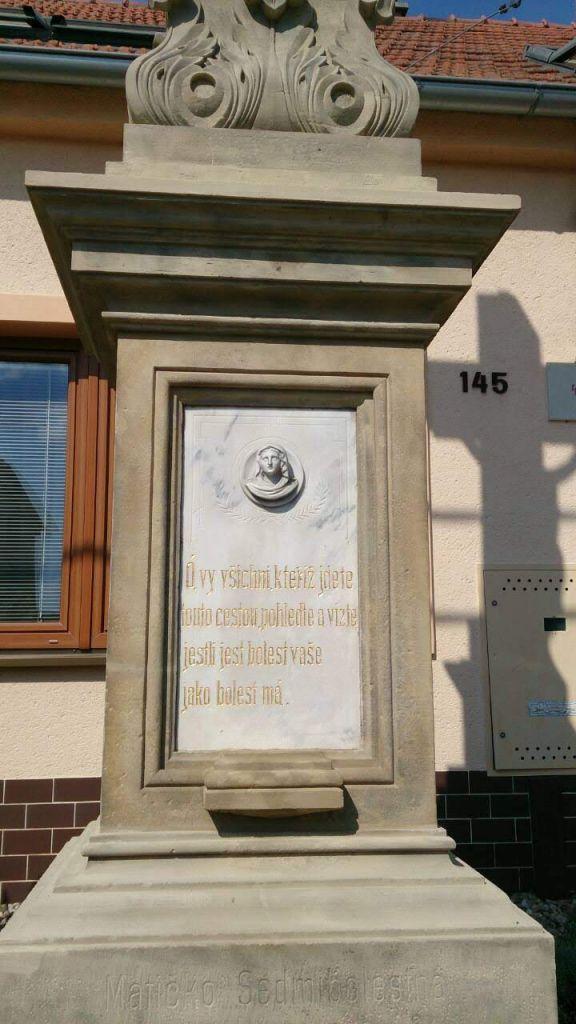 145
Ó, vy všichni, kteříž jdete
touto cestou, pohleďte a vizte
jestli jest bolest vaše
jako bolest má.
Matičko Sedmibolestná